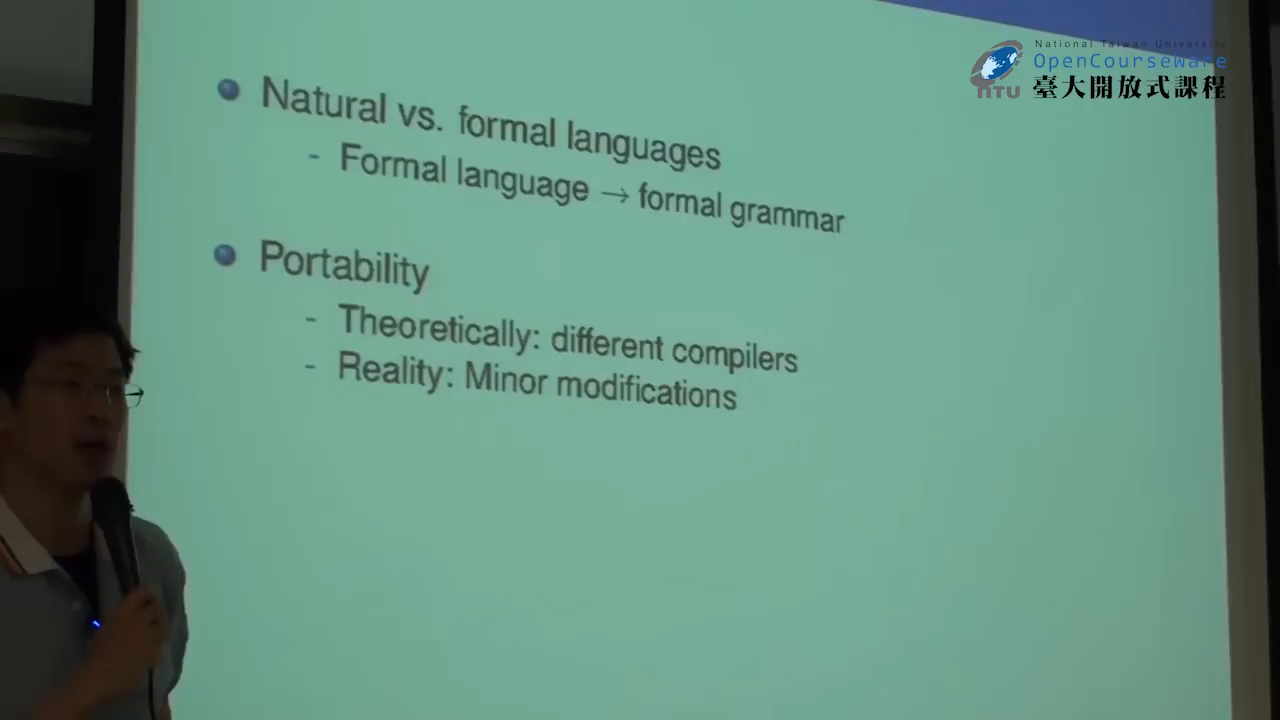 National Taiwan University
OpenCourseWare
NTU 臺大開放式課程
Natural vs. formal languages
- Formal language → formal grammar
Portability
- Theoretically: different compilers
- Reality: Minor modifications